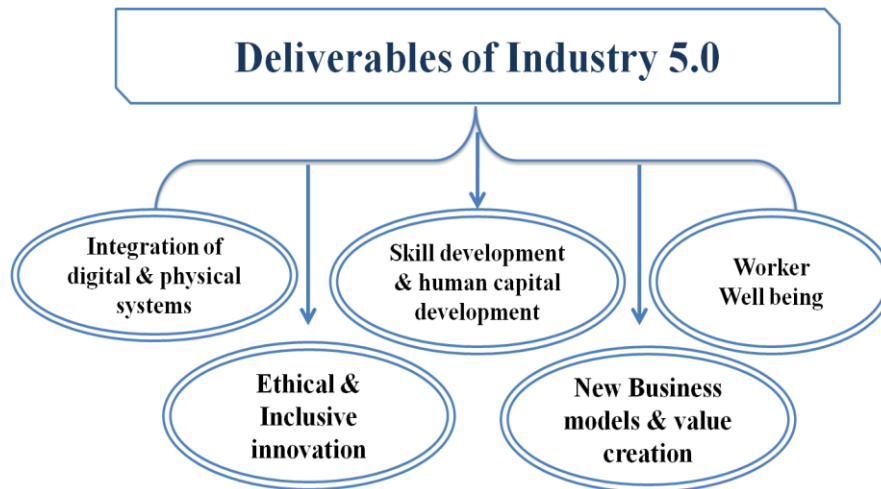 Deliverables of Industry 5.0
Integration of
digital & physical
systems
Skill development
& human capital
development
Worker
Well being
Ethical &
Inclusive
innovation
New Business
models & value
creation